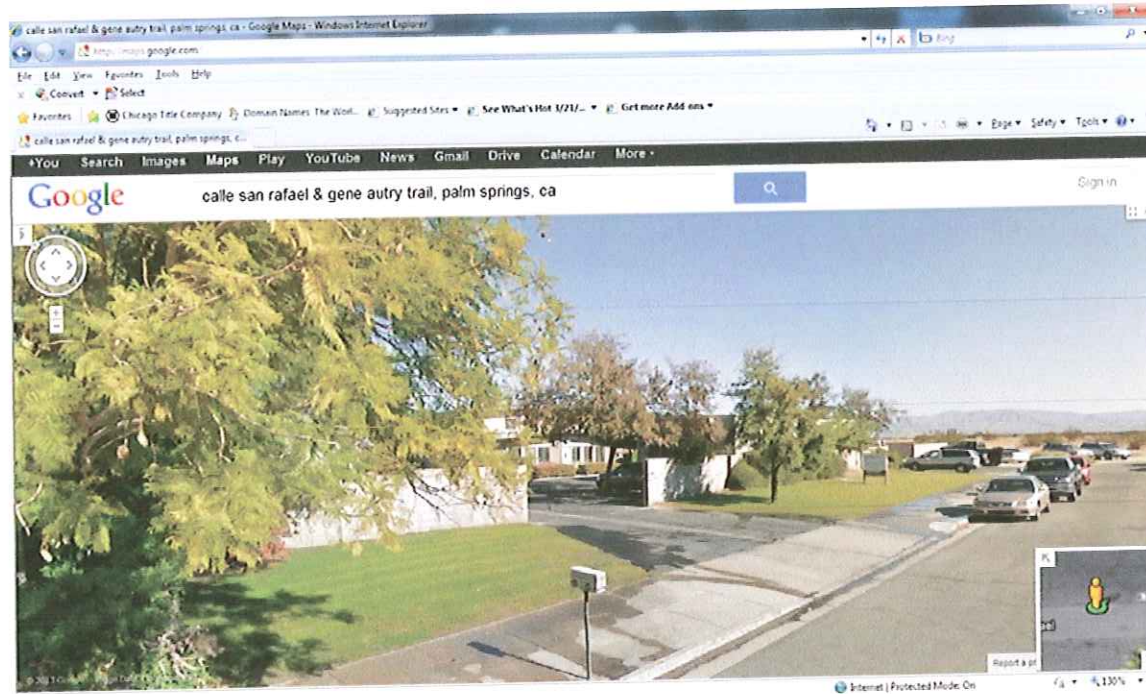 calle san rafael & gene autry trail, palm springs, ca - Google Maps - Windows Internet Explorer
http://maps.google.com
Bing
File Edit View Favorites Tools Help
x Convert Select
Favorites Chicago Title Company Domain Names The Worl... Suggested Sites See What's Hot 3/21/... Get more Add-ons
calle san rafael & gene autry trail, palm springs, c...
Page Safety Tools
+You Search Images Maps Play YouTube News Gmail Drive Calendar More
Google calle san rafael & gene autry trail, palm springs, ca Sign in
Report a
Internet | Protected Mode: On 130%